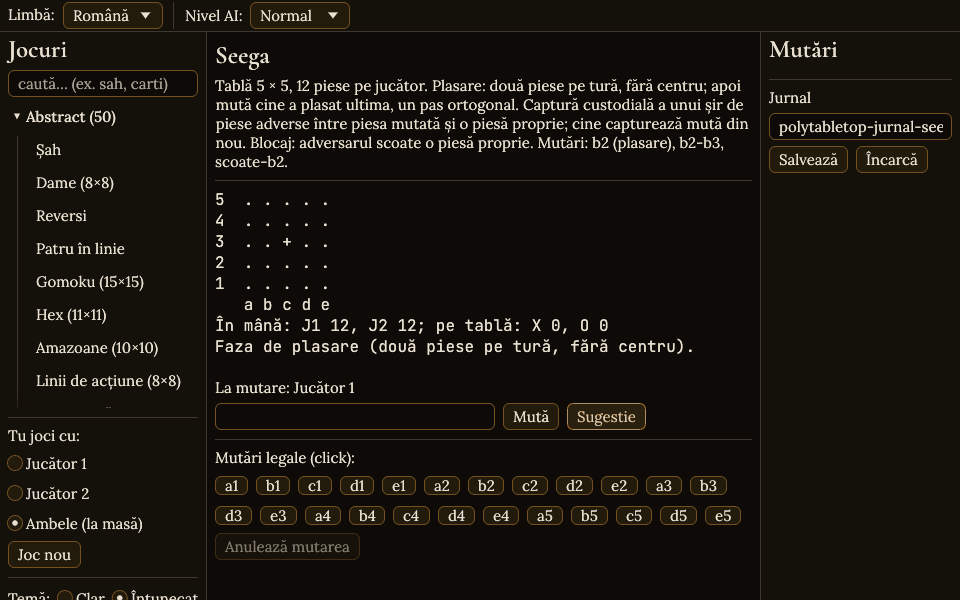 Limbă: Română Nivel AI: Normal
Jocuri
caută... (ex. sah, carti)
Abstract (50)
Șah
Dame (8×8)
Reversi
Patru în linie
Gomoku (15×15)
Hex (11×11)
Amazoane (10×10)
Linii de acțiune (8×8)
Tu joci cu:
Jucător 1
Jucător 2
Ambele (la masă)
Joc nou
Temă: Clar Întunecat
Seega
Tablă 5 × 5, 12 piese pe jucător. Plasare: două piese pe tură, fără centru; apoi
mută cine a plasat ultima, un pas ortogonal. Captură custodială a unui șir de
piese adverse între piesa mutată și o piesă proprie; cine capturează mută din
nou. Blocaj: adversarul scoate o piesă proprie. Mutări: b2 (plasare), b2-b3,
scoate-b2.
5 . . . . .
4 . . . . .
3 . . + . .
2 . . . . .
1 . . . . .
a b c d e
În mână: J1 12, J2 12; pe tablă: X 0, O 0
Faza de plasare (două piese pe tură, fără centru).
La mutare: Jucător 1
Mută Sugestie
Mutări legale (click):
a1 b1 c1 d1 e1 a2 b2 c2 d2 e2 a3 b3
d3 e3 a4 b4 c4 d4 e4 a5 b5 c5 d5 e5
Anulează mutarea
Mutări
Jurnal
polytabletop-jurnal-see
Salvează Încarcă